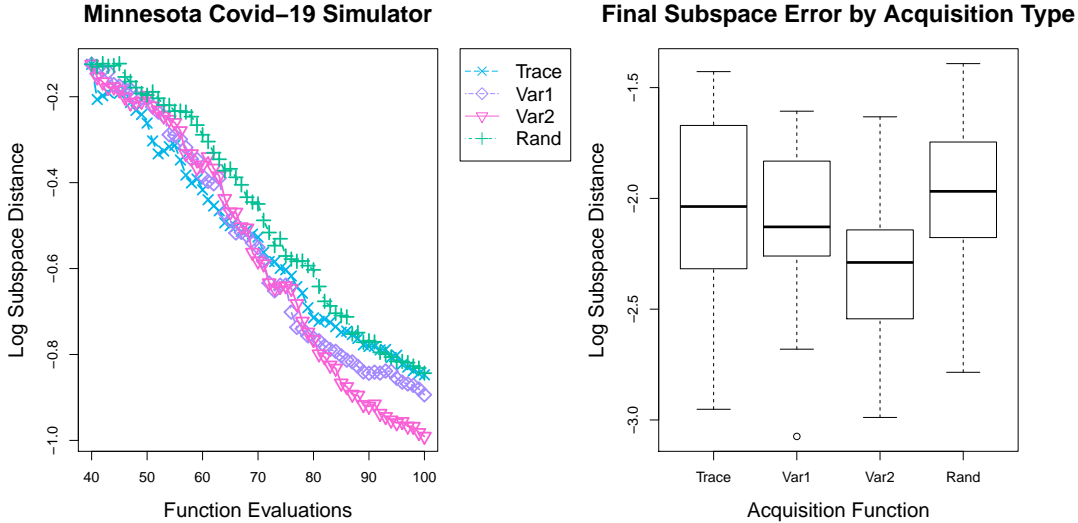 Minnesota Covid−19 Simulator
Log Subspace Distance
−0.2
−0.4
−0.6
−0.8
−1.0
40
50
60
70
80
90
100
Function Evaluations
Trace
Var1
Var2
Rand
Final Subspace Error by Acquisition Type
Log Subspace Distance
−1.5
−2.0
−2.5
−3.0
Trace
Var1
Var2
Rand
Acquisition Function